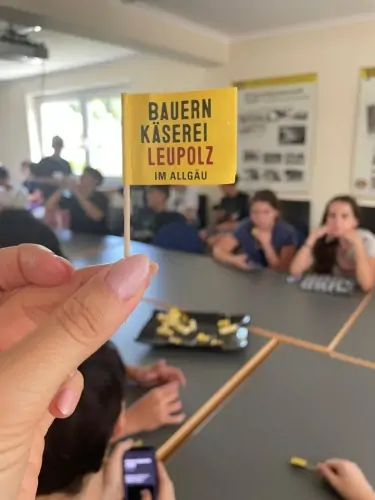 BAUERN
KÄSEREI
LEUPOLZ
IM ALLGÄU